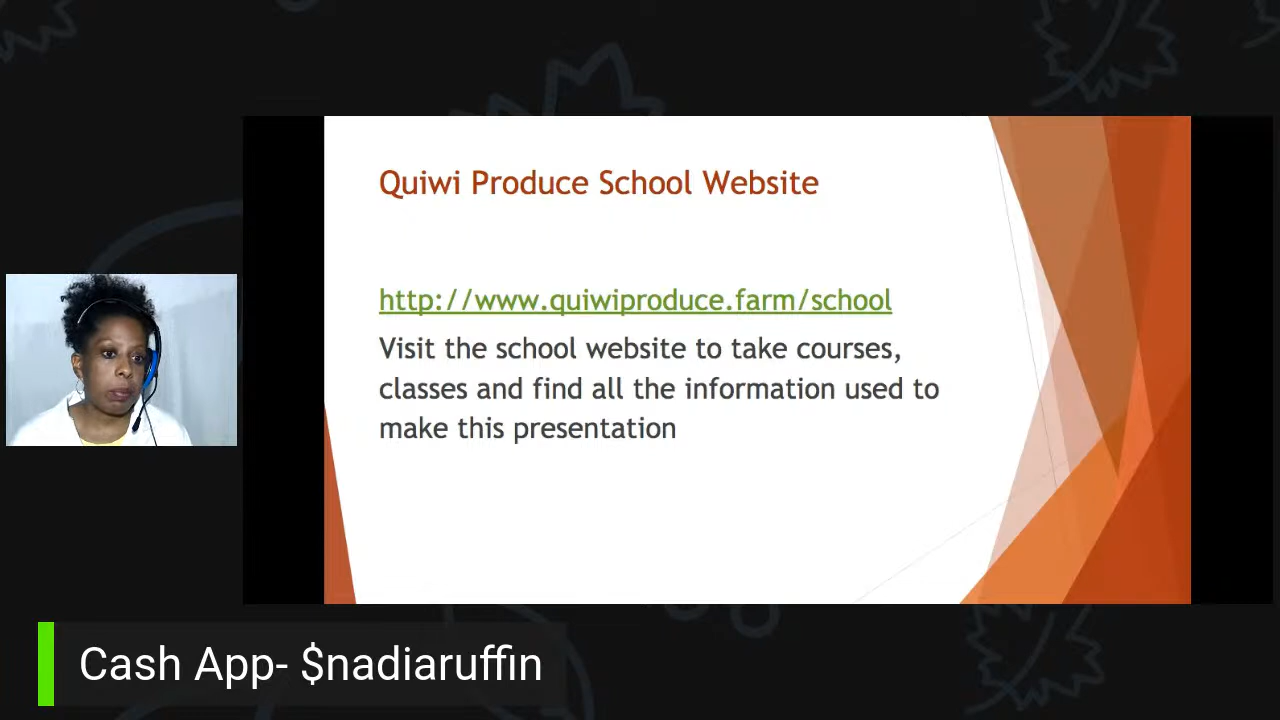 Quiwi Produce School Website
http://www.quiwiproduce.farm/school
Visit the school website to take courses,
classes and find all the information used to
make this presentation
Cash App- $nadiaruffin